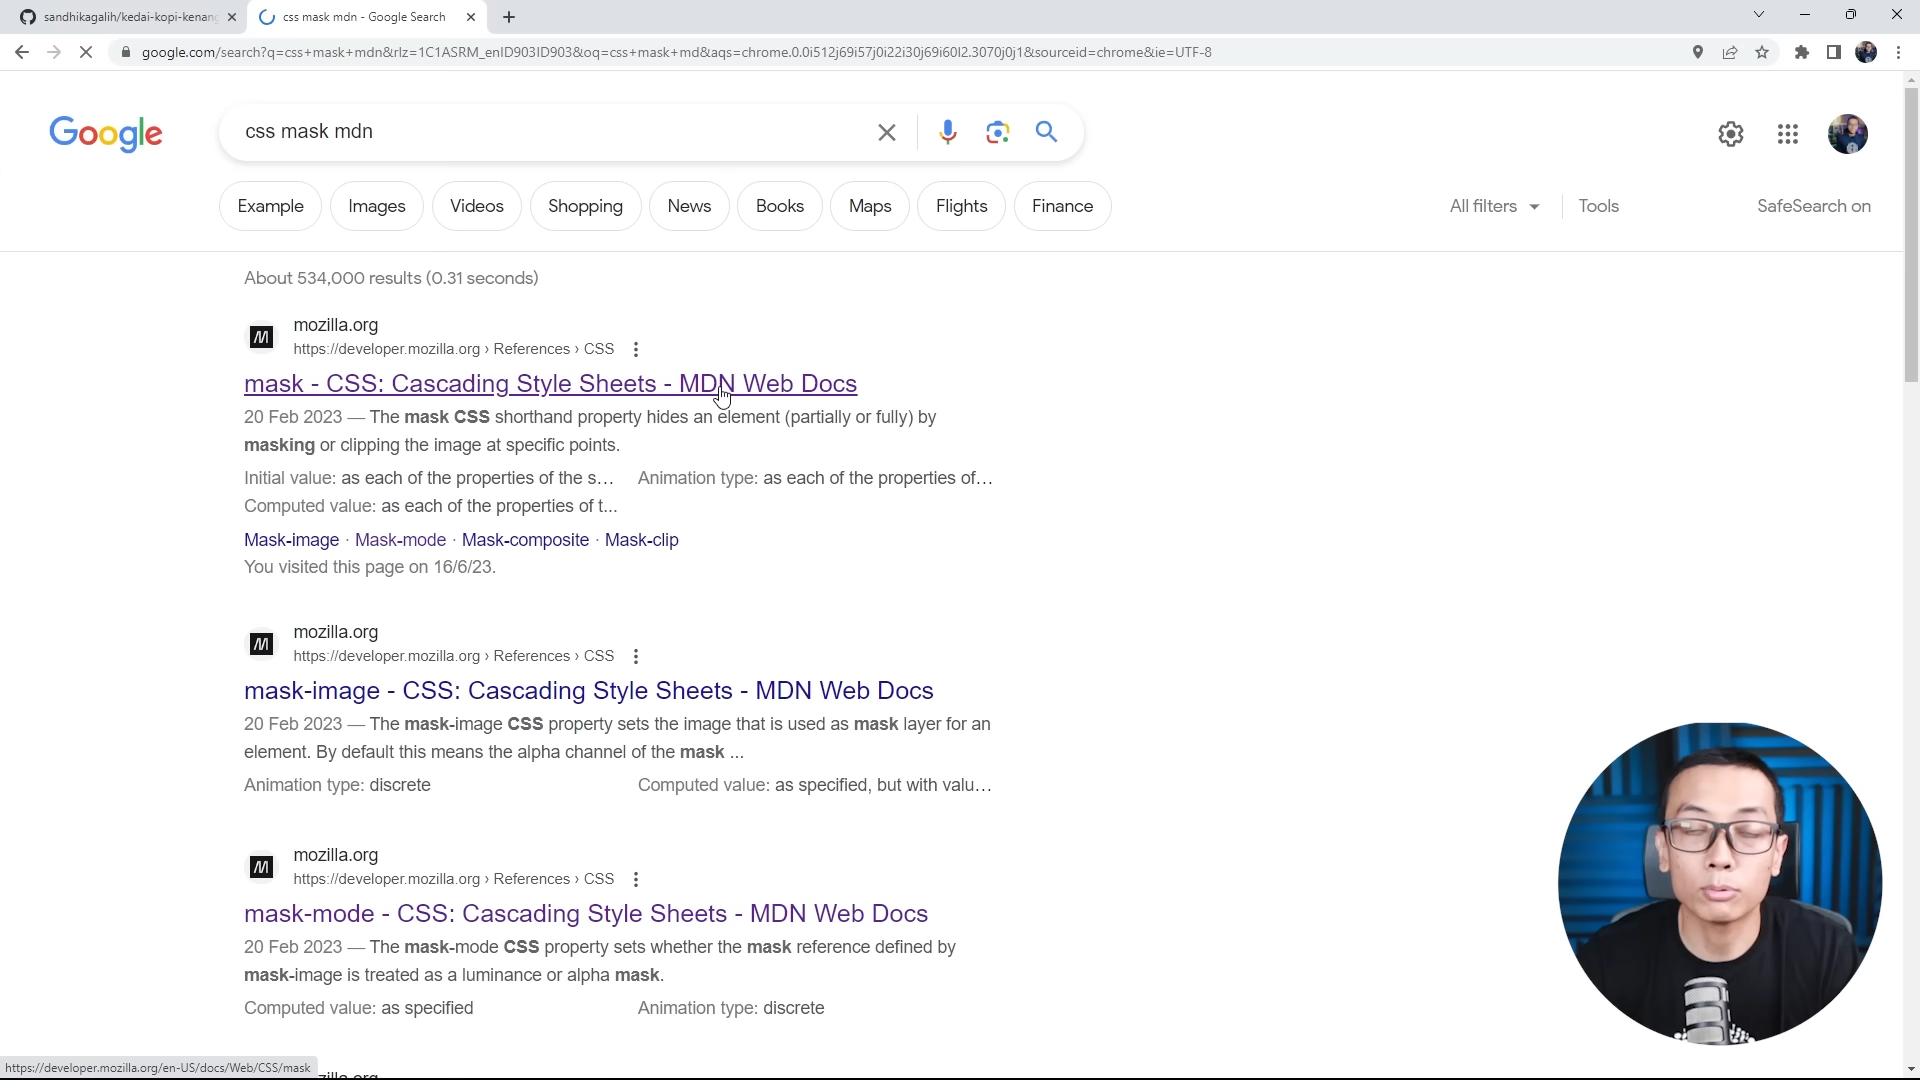 sandhikagalih/kedai-kopi-kenang
css mask mdn - Google Search
google.com/search?q=css+mask+mdn&rlz=1C1ASRM_enID903ID903&oq=css+mask+md&aqs=chrome.0.0i512j69i57j0i22i30j69i60l2.3070j0j1&sourceid=chrome&ie=UTF-8
Google
css mask mdn
Example
Images
Videos
Shopping
News
Books
Maps
Flights
Finance
All filters
Tools
SafeSearch on
About 534,000 results (0.31 seconds)
mozilla.org
https://developer.mozilla.org › References › CSS
mask - CSS: Cascading Style Sheets - MDN Web Docs
20 Feb 2023 — The mask CSS shorthand property hides an element (partially or fully) by
masking or clipping the image at specific points.
Initial value: as each of the properties of the s... Animation type: as each of the properties of...
Computed value: as each of the properties of t...
Mask-image · Mask-mode · Mask-composite · Mask-clip
You visited this page on 16/6/23.
mozilla.org
https://developer.mozilla.org › References › CSS
mask-image - CSS: Cascading Style Sheets - MDN Web Docs
20 Feb 2023 — The mask-image CSS property sets the image that is used as mask layer for an
element. By default this means the alpha channel of the mask ...
Animation type: discrete Computed value: as specified, but with valu...
mozilla.org
https://developer.mozilla.org › References › CSS
mask-mode - CSS: Cascading Style Sheets - MDN Web Docs
20 Feb 2023 — The mask-mode CSS property sets whether the mask reference defined by
mask-image is treated as a luminance or alpha mask.
Computed value: as specified Animation type: discrete
https://developer.mozilla.org/en-US/docs/Web/CSS/mask